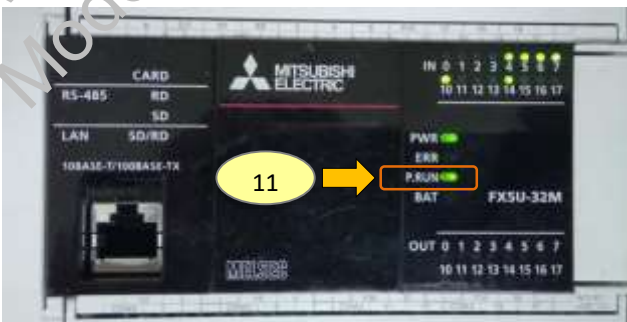 CARD
RS-485 RD
SD
LAN SD/RD
10BASE-T/100BASE-TX
MITSUBISHI
ELECTRIC
MELSEC
11
IN 0 1 2 3 4 5 6 7
10 11 12 13 14 15 16 17
PWR
ERR
P.RUN
BAT FX5U-32M
OUT 0 1 2 3 4 5 6 7
10 11 12 13 14 15 16 17